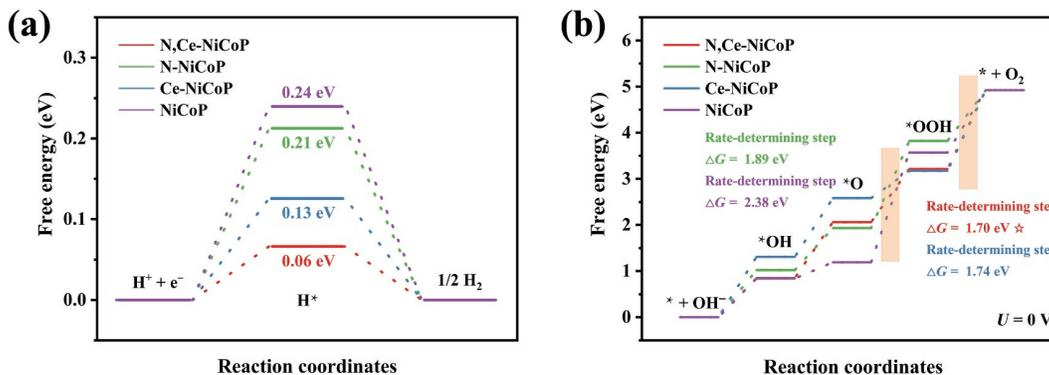 (a)
Free energy (eV)
0.3
0.2
0.1
0.0
N,Ce-NiCoP
N-NiCoP
Ce-NiCoP
NiCoP
0.24 eV
0.21 eV
0.13 eV
0.06 eV
H⁺ + e⁻
H*
1/2 H₂
Reaction coordinates
(b)
Free energy (eV)
6
5
4
3
2
1
0
N,Ce-NiCoP
N-NiCoP
Ce-NiCoP
NiCoP
* + O₂
*OOH
*O
*OH
* + OH⁻
Rate-determining step
△G = 1.89 eV
Rate-determining step
△G = 2.38 eV
Rate-determining ste
△G = 1.70 eV ☆
Rate-determining ste
△G = 1.74 eV
U = 0 V
Reaction coordinates